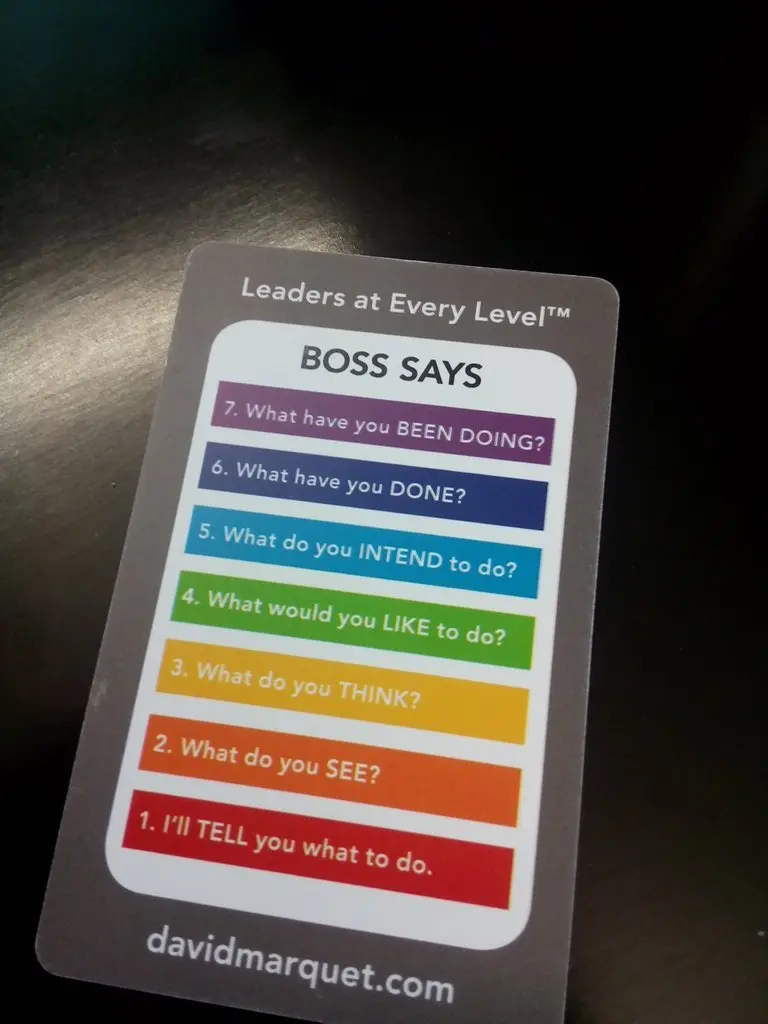 Leaders at Every Level™
BOSS SAYS
7. What have you BEEN DOING?
6. What have you DONE?
5. What do you INTEND to do?
4. What would you LIKE to do?
3. What do you THINK?
2. What do you SEE?
1. I'll TELL you what to do.
davidmarquet.com